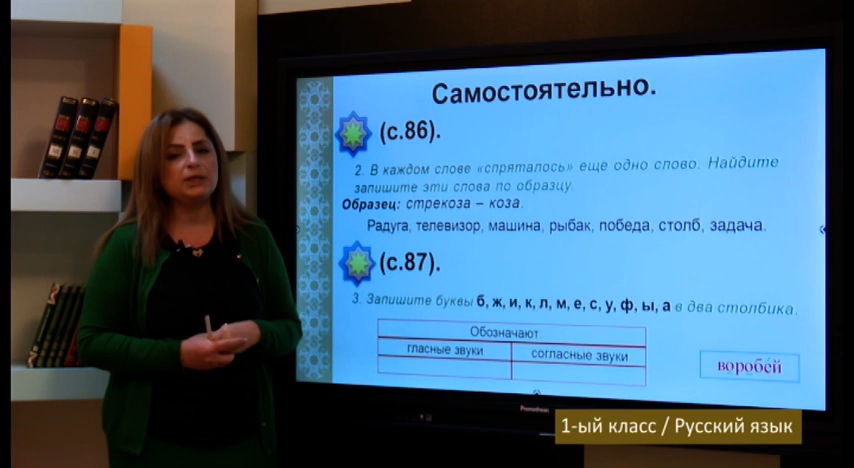 Самостоятельно.
(с.86).
2. В каждом слове «спряталось» еще одно слово. Найдите
запишите эти слова по образцу.
Образец: стрекоза – коза.
Радуга, телевизор, машина, рыбак, победа, столб, задача.
(с.87).
3. Запишите буквы б, ж, и, к, л, м, е, с, у, ф, ы, а в два столбика.
Обозначают
гласные звуки согласные звуки
воробей
Promethean
1-ый класс / Русский язык